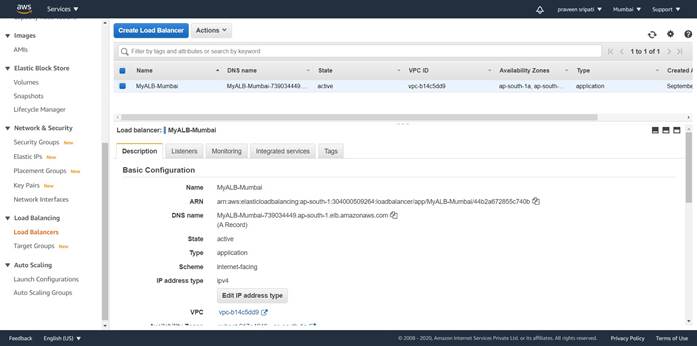 aws
Services ▾
praveen sripati ▾
Mumbai ▾
Support ▾
Images
AMIs
Elastic Block Store
Volumes
Snapshots
Lifecycle Manager
Network & Security
Security Groups New
Elastic IPs New
Placement Groups New
Key Pairs New
Network Interfaces
Load Balancing
Load Balancers
Target Groups New
Auto Scaling
Launch Configurations
Auto Scaling Groups
Create Load Balancer
Actions
Filter by tags and attributes or search by keyword
1 to 1 of 1
Name DNS name State VPC ID Availability Zones Type Created A
MyALB-Mumbai MyALB-Mumbai-739034449.... active vpc-b14c5dd9 ap-south-1a, ap-south-... application Septembe
Load balancer: MyALB-Mumbai
Description Listeners Monitoring Integrated services Tags
Basic Configuration
Name MyALB-Mumbai
ARN arn:aws:elasticloadbalancing:ap-south-1:304000509264:loadbalancer/app/MyALB-Mumbai/44b2a672855c740b
DNS name MyALB-Mumbai-739034449.ap-south-1.elb.amazonaws.com
(A Record)
State active
Type application
Scheme internet-facing
IP address type ipv4
Edit IP address type
VPC vpc-b14c5dd9
Feedback English (US) ▾ © 2008 - 2020, Amazon Internet Services Private Ltd. or its affiliates. All rights reserved. Privacy Policy Terms of Use